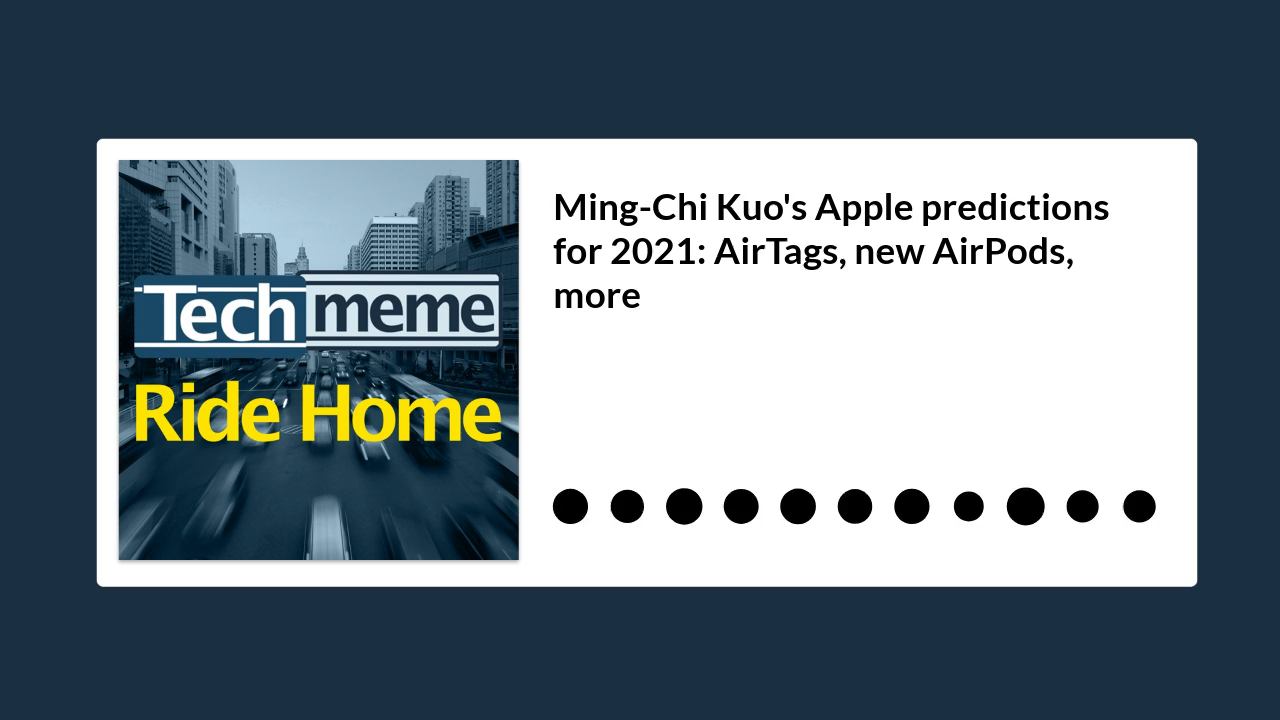 Techmeme
Ride Home
Ming-Chi Kuo's Apple predictions
for 2021: AirTags, new AirPods,
more